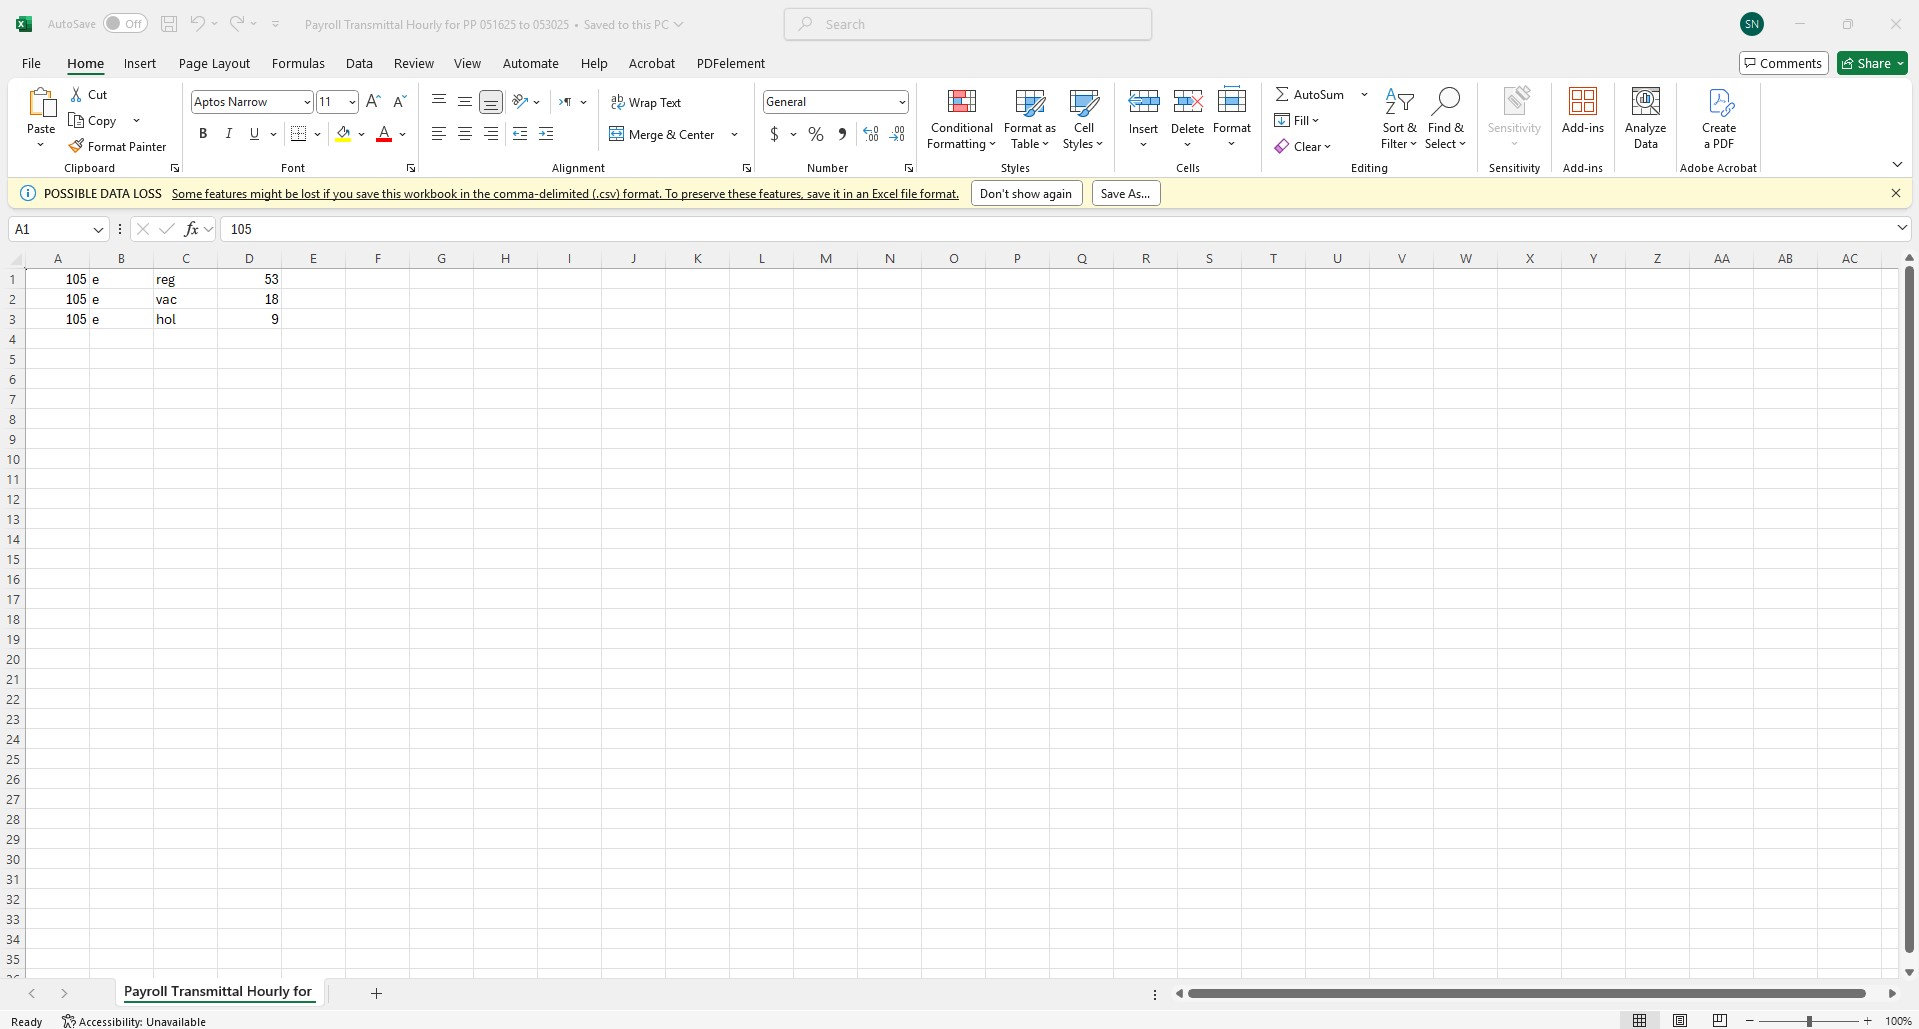 AutoSave Off Payroll Transmittal Hourly for PP 051625 to 053025 • Saved to this PC Search SN
File Home Insert Page Layout Formulas Data Review View Automate Help Acrobat PDFelement Comments Share
Paste Cut Copy Format Painter
Clipboard
Aptos Narrow 11 A A
B I U A
Font
ab Wrap Text
Merge & Center
Alignment
General
$ % , .00 .00
Number
Conditional Formatting Format as Table Cell Styles
Styles
Insert Delete Format
Cells
AutoSum Fill Clear Sort & Filter Find & Select
Editing
Sensitivity
Sensitivity
Add-ins
Add-ins
Analyze Data
Create a PDF
Adobe Acrobat
POSSIBLE DATA LOSS Some features might be lost if you save this workbook in the comma-delimited (.csv) format. To preserve these features, save it in an Excel file format. Don't show again Save As...
A1 fx 105
A B C D E F G H I J K L M N O P Q R S T U V W X Y Z AA AB AC
1 105 e reg 53
2 105 e vac 18
3 105 e hol 9
4
5
6
7
8
9
10
11
12
13
14
15
16
17
18
19
20
21
22
23
24
25
26
27
28
29
30
31
32
33
34
35
Payroll Transmittal Hourly for
Ready Accessibility: Unavailable 100%